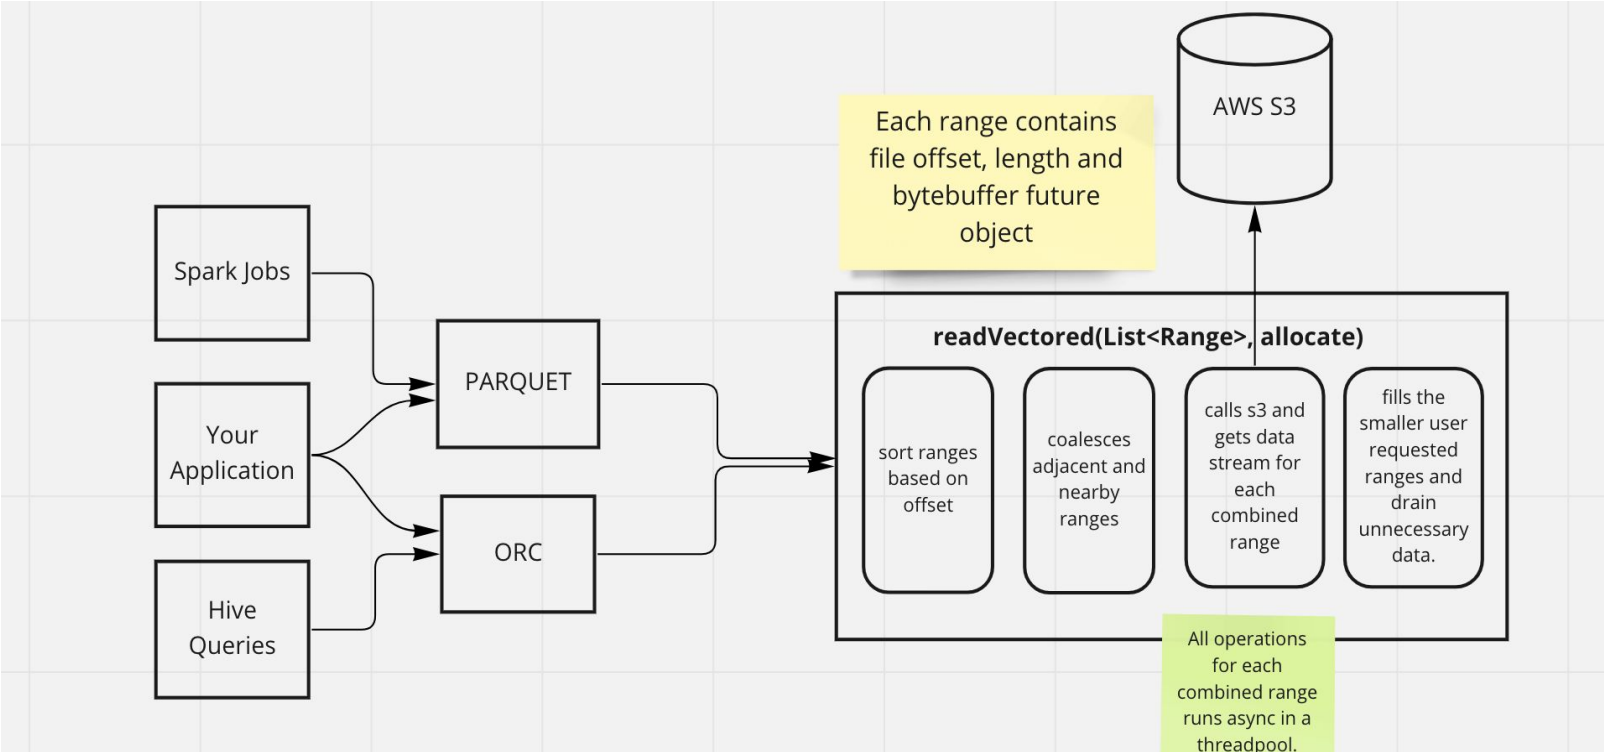 AWS S3
Each range contains
file offset, length and
bytebuffer future
object
Spark Jobs
Your
Application
Hive
Queries
PARQUET
ORC
readVectored(List<Range>, allocate)
sort ranges
based on
offset
coalesces
adjacent and
nearby
ranges
calls s3 and
gets data
stream for
each
combined
range
fills the
smaller user
requested
ranges and
drain
unnecessary
data.
All operations
for each
combined range
runs async in a
threadpool.